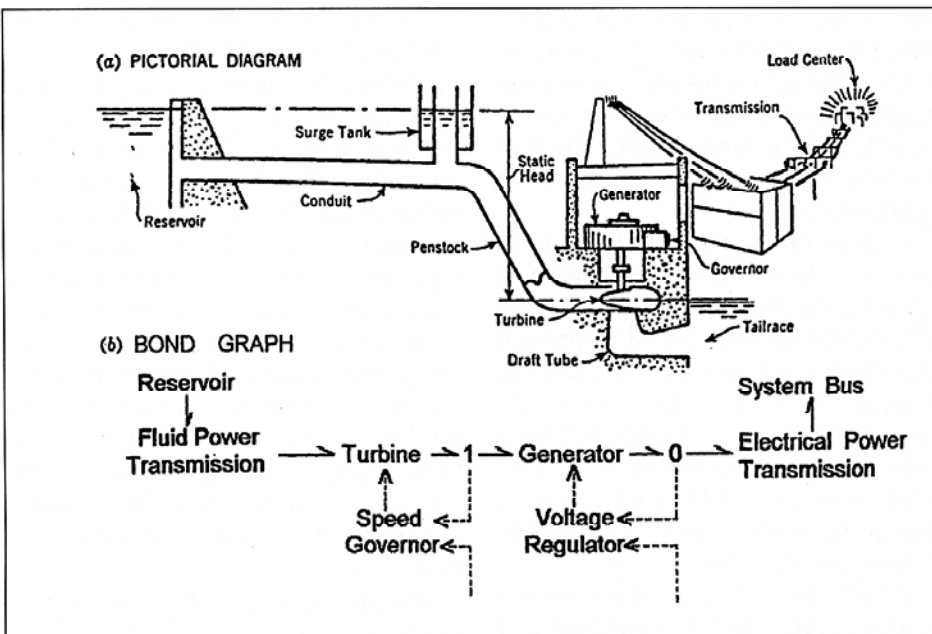 (a) PICTORIAL DIAGRAM
Load Center
Transmission
Surge Tank
Static
Head
Reservoir
Conduit
Generator
Penstock
Governor
Turbine
Tailrace
Draft Tube
(b) BOND GRAPH
Reservoir
System Bus
Fluid Power
Transmission
Turbine 1 Generator 0
Electrical Power
Transmission
Speed
Governor
Voltage
Regulator